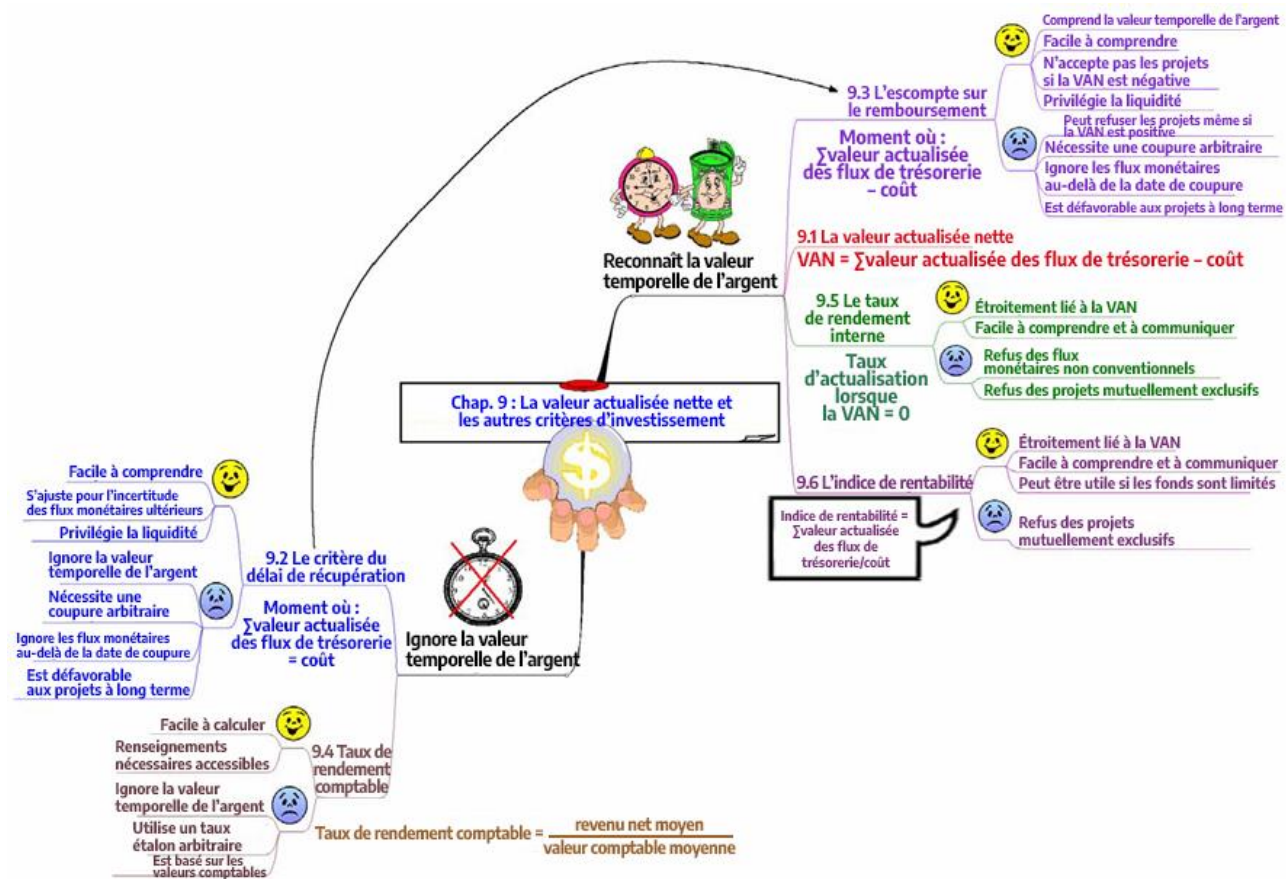 Comprend la valeur temporelle de l'argent
Facile à comprendre
N'accepte pas les projets
si la VAN est négative
Privilégie la liquidité
9.3 L'escompte sur
le remboursement
Peut refuser les projets même si
la VAN est positive
Nécessite une coupure arbitraire
Ignore les flux monétaires
au-delà de la date de coupure
Est défavorable aux projets à long terme
Moment où :
∑valeur actualisée
des flux de trésorerie
– coût
Reconnaît la valeur
temporelle de l'argent
9.1 La valeur actualisée nette
VAN = ∑valeur actualisée des flux de trésorerie – coût
9.5 Le taux
de rendement
interne
Étroitement lié à la VAN
Facile à comprendre et à communiquer
Refus des flux
monétaires non conventionnels
Refus des projets mutuellement exclusifs
Taux
d'actualisation
lorsque
la VAN = 0
Chap. 9 : La valeur actualisée nette et
les autres critères d'investissement
Étroitement lié à la VAN
Facile à comprendre et à communiquer
Peut être utile si les fonds sont limités
9.6 L'indice de rentabilité
Refus des projets
mutuellement exclusifs
Indice de rentabilité =
∑valeur actualisée
des flux de
trésorerie/coût
Facile à comprendre
S'ajuste pour l'incertitude
des flux monétaires ultérieurs
Privilégie la liquidité
9.2 Le critère du
délai de récupération
Ignore la valeur
temporelle de l'argent
Nécessite une
coupure arbitraire
Ignore les flux monétaires
au-delà de la date de coupure
Est défavorable
aux projets à long terme
Moment où :
∑valeur actualisée
des flux de trésorerie
= coût
Ignore la valeur
temporelle de l'argent
Facile à calculer
Renseignements
nécessaires accessibles
9.4 Taux de
rendement
comptable
Ignore la valeur
temporelle de l'argent
Utilise un taux
étalon arbitraire
Est basé sur les
valeurs comptables
Taux de rendement comptable = revenu net moyen
valeur comptable moyenne